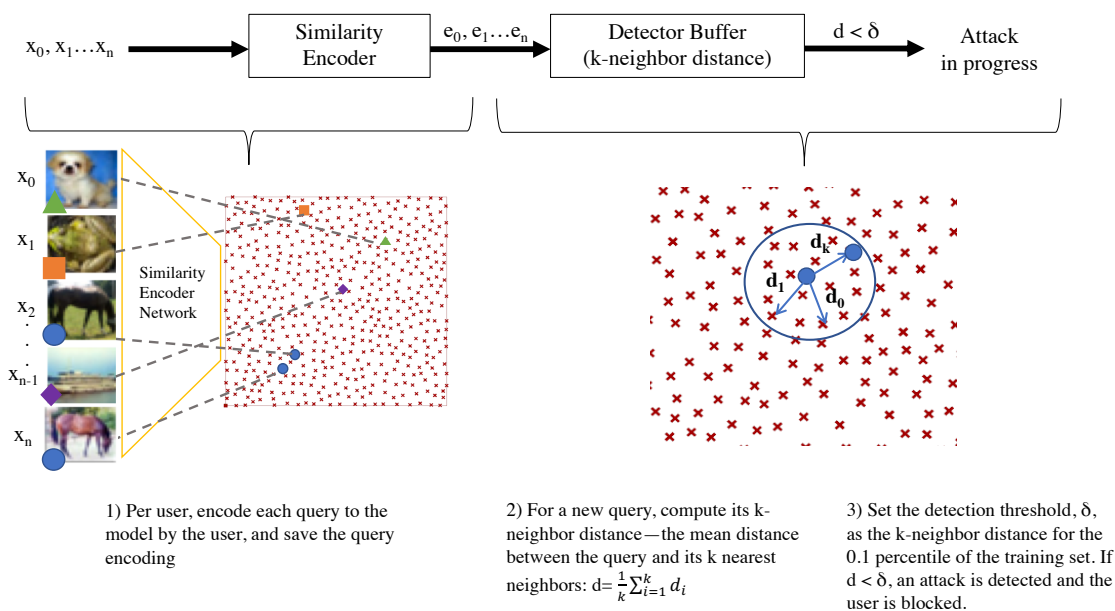 x₀, x₁…xₙ
Similarity
Encoder
e₀, e₁…eₙ
Detector Buffer
(k-neighbor distance)
d < δ
Attack
in progress
x₀
x₁
x₂
.
.
.
xₙ₋₁
xₙ
Similarity
Encoder
Network
dₖ
d₁
d₀
1) Per user, encode each query to the
model by the user, and save the query
encoding
2) For a new query, compute its k-
neighbor distance—the mean distance
between the query and its k nearest
neighbors: d= 1/k ∑ᵢ₌₁ᵏ dᵢ
3) Set the detection threshold, δ,
as the k-neighbor distance for the
0.1 percentile of the training set. If
d < δ, an attack is detected and the
user is blocked.